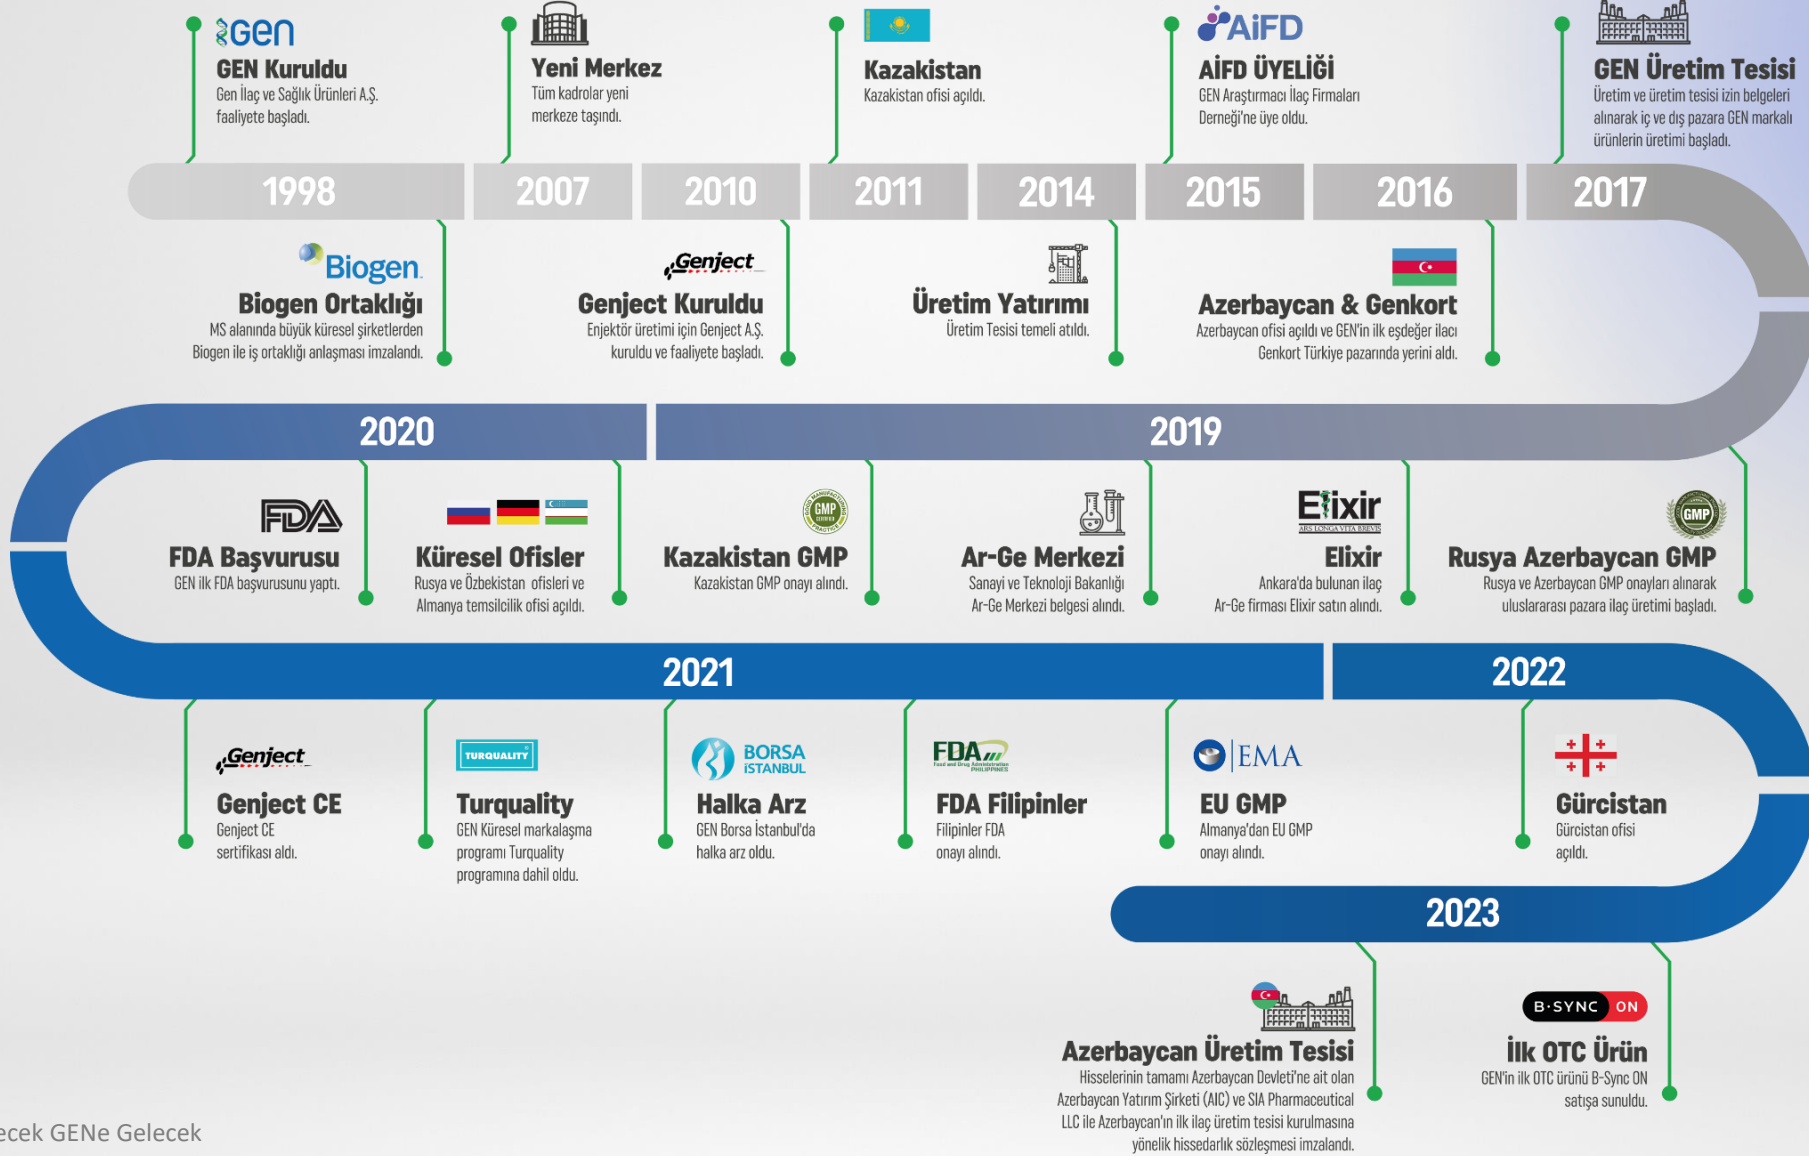 GEN
GEN Kuruldu
Gen İlaç ve Sağlık Ürünleri A.Ş.
faaliyete başladı.
Yeni Merkez
Tüm kadrolar yeni
merkeze taşındı.
Kazakistan
Kazakistan ofisi açıldı.
AiFD
AİFD ÜYELİĞİ
GEN Araştırmacı İlaç Firmaları
Derneği'ne üye oldu.
GEN Üretim Tesisi
Üretim ve üretim tesisi izin belgeleri
alınarak iç ve dış pazara GEN markalı
ürünlerin üretimi başladı.
1998
2007
2010
2011
2014
2015
2016
2017
Biogen
Biogen Ortaklığı
MS alanında büyük küresel şirketlerden
Biogen ile iş ortaklığı anlaşması imzalandı.
Genject
Genject Kuruldu
Enjektör üretimi için Genject A.Ş.
kuruldu ve faaliyete başladı.
Üretim Yatırımı
Üretim Tesisi temeli atıldı.
Azerbaycan & Genkort
Azerbaycan ofisi açıldı ve GEN'in ilk eşdeğer ilacı
Genkort Türkiye pazarında yerini aldı.
2020
2019
FDA
FDA Başvurusu
GEN ilk FDA başvurusunu yaptı.
Küresel Ofisler
Rusya ve Özbekistan ofisleri ve
Almanya temsilcilik ofisi açıldı.
GOOD MANUFACTURING
GMP
CERTIFIED
PRACTICE
Kazakistan GMP
Kazakistan GMP onayı alındı.
Ar-Ge Merkezi
Sanayi ve Teknoloji Bakanlığı
Ar-Ge Merkezi belgesi alındı.
Elixir
ARS LONGA VITA BREVIS
Elixir
Ankara'da bulunan ilaç
Ar-Ge firması Elixir satın alındı.
GMP
Rusya Azerbaycan GMP
Rusya ve Azerbaycan GMP onayları alınarak
uluslararası pazara ilaç üretimi başladı.
2021
2022
Genject
Genject CE
Genject CE
sertifikası aldı.
TURQUALITY
Turquality
GEN Küresel markalaşma
programı Turquality
programına dahil oldu.
BORSA
İSTANBUL
Halka Arz
GEN Borsa İstanbul'da
halka arz oldu.
FDA
Food and Drug Administration
PHILIPPINES
FDA Filipinler
Filipinler FDA
onayı alındı.
EMA
EU GMP
Almanya'dan EU GMP
onayı alındı.
Gürcistan
Gürcistan ofisi
açıldı.
2023
Azerbaycan Üretim Tesisi
Hisselerinin tamamı Azerbaycan Devleti'ne ait olan
Azerbaycan Yatırım Şirketi (AIC) ve SIA Pharmaceutical
LLC ile Azerbaycan'ın ilk ilaç üretim tesisi kurulmasına
yönelik hissedarlık sözleşmesi imzalandı.
B·SYNC ON
İlk OTC Ürün
GEN'in ilk OTC ürünü B-Sync ON
satışa sunuldu.
ecek GENe Gelecek